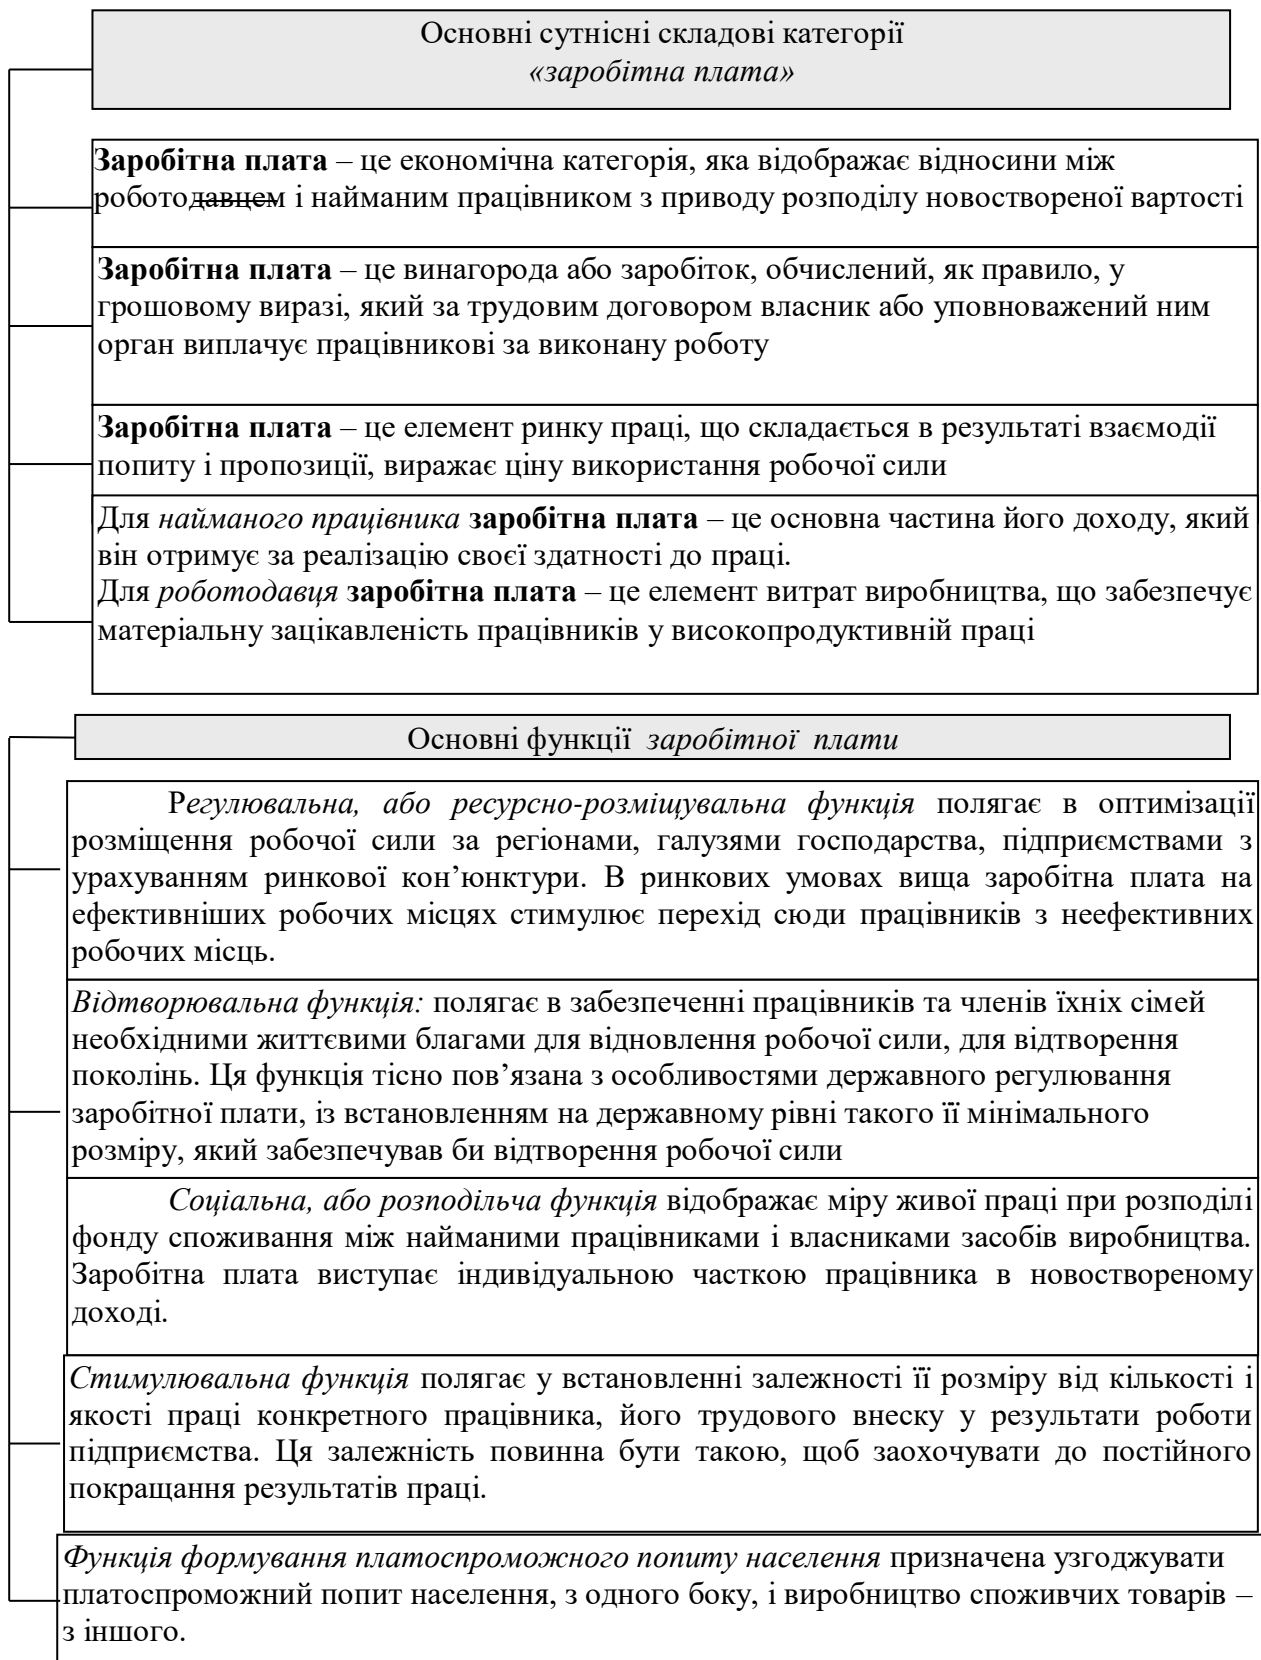 Основні сутнісні складові категорії
«заробітна плата»
Заробітна плата – це економічна категорія, яка відображає відносини між
роботодавцем і найманим працівником з приводу розподілу новоствореної вартості
Заробітна плата – це винагорода або заробіток, обчислений, як правило, у
грошовому виразі, який за трудовим договором власник або уповноважений ним
орган виплачує працівникові за виконану роботу
Заробітна плата – це елемент ринку праці, що складається в результаті взаємодії
попиту і пропозиції, виражає ціну використання робочої сили
Для найманого працівника заробітна плата – це основна частина його доходу, який
він отримує за реалізацію своєї здатності до праці.
Для роботодавця заробітна плата – це елемент витрат виробництва, що забезпечує
матеріальну зацікавленість працівників у високопродуктивній праці
Основні функції заробітної плати
Регулювальна, або ресурсно-розміщувальна функція полягає в оптимізації
розміщення робочої сили за регіонами, галузями господарства, підприємствами з
урахуванням ринкової кон’юнктури. В ринкових умовах вища заробітна плата на
ефективніших робочих місцях стимулює перехід сюди працівників з неефективних
робочих місць.
Відтворювальна функція: полягає в забезпеченні працівників та членів їхніх сімей
необхідними життєвими благами для відновлення робочої сили, для відтворення
поколінь. Ця функція тісно пов’язана з особливостями державного регулювання
заробітної плати, із встановленням на державному рівні такого її мінімального
розміру, який забезпечував би відтворення робочої сили
Соціальна, або розподільча функція відображає міру живої праці при розподілі
фонду споживання між найманими працівниками і власниками засобів виробництва.
Заробітна плата виступає індивідуальною часткою працівника в новоствореному
доході.
Стимулювальна функція полягає у встановленні залежності її розміру від кількості і
якості праці конкретного працівника, його трудового внеску у результати роботи
підприємства. Ця залежність повинна бути такою, щоб заохочувати до постійного
покращання результатів праці.
Функція формування платоспроможного попиту населення призначена узгоджувати
платоспроможний попит населення, з одного боку, і виробництво споживчих товарів –
з іншого.